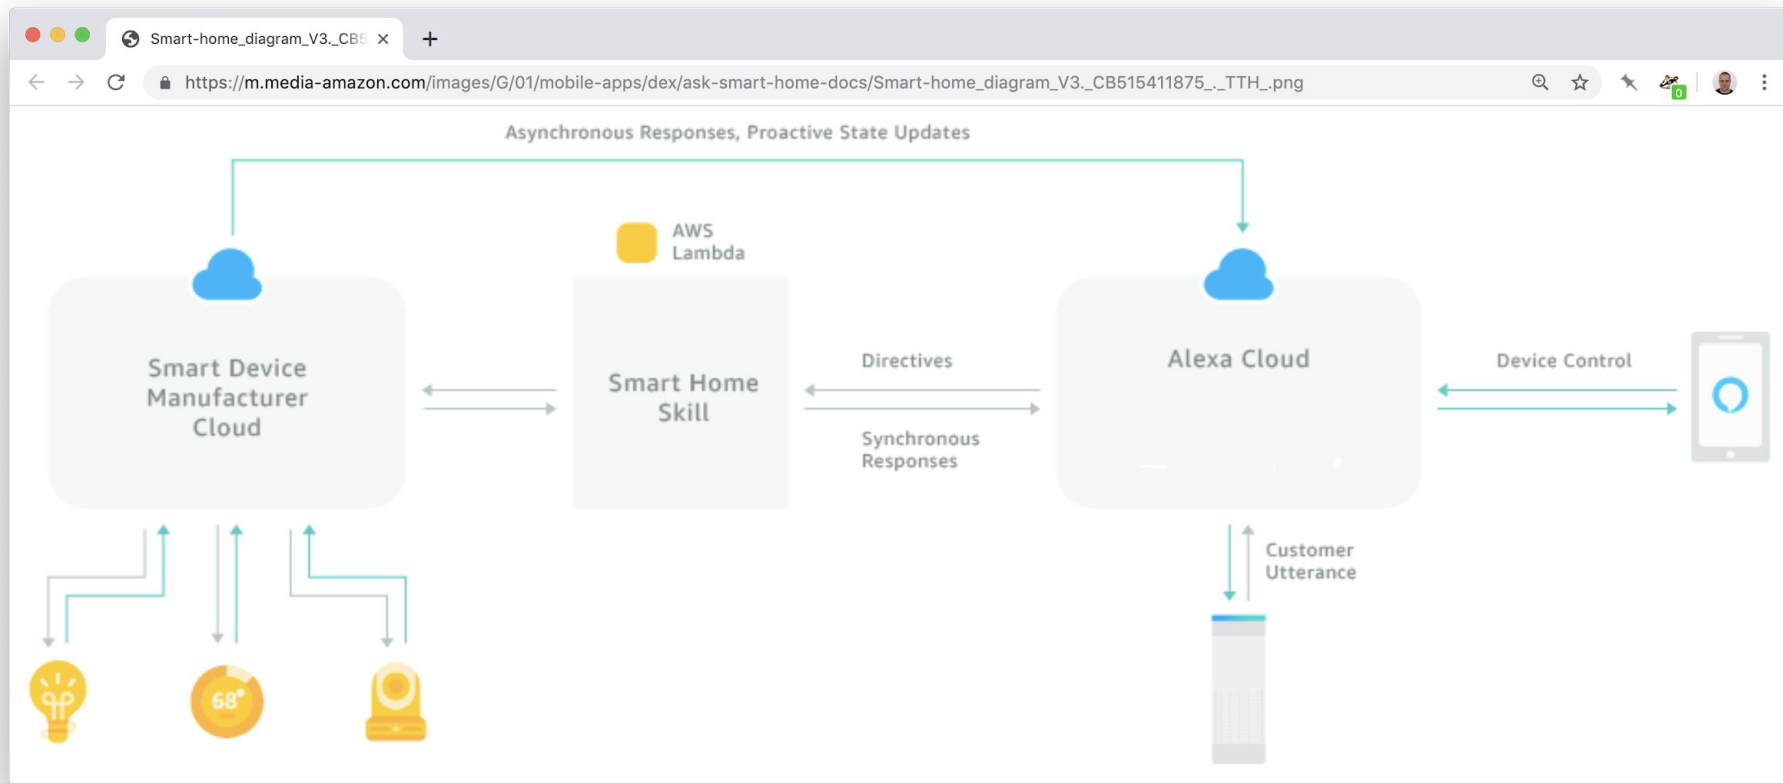 Smart-home_diagram_V3._CB5
https://m.media-amazon.com/images/G/01/mobile-apps/dex/ask-smart-home-docs/Smart-home_diagram_V3._CB515411875_._TTH_.png
0
Asynchronous Responses, Proactive State Updates
AWS
Lambda
Smart Device
Manufacturer
Cloud
Smart Home
Skill
Directives
Synchronous
Responses
Alexa Cloud
Device Control
Customer
Utterance
68°